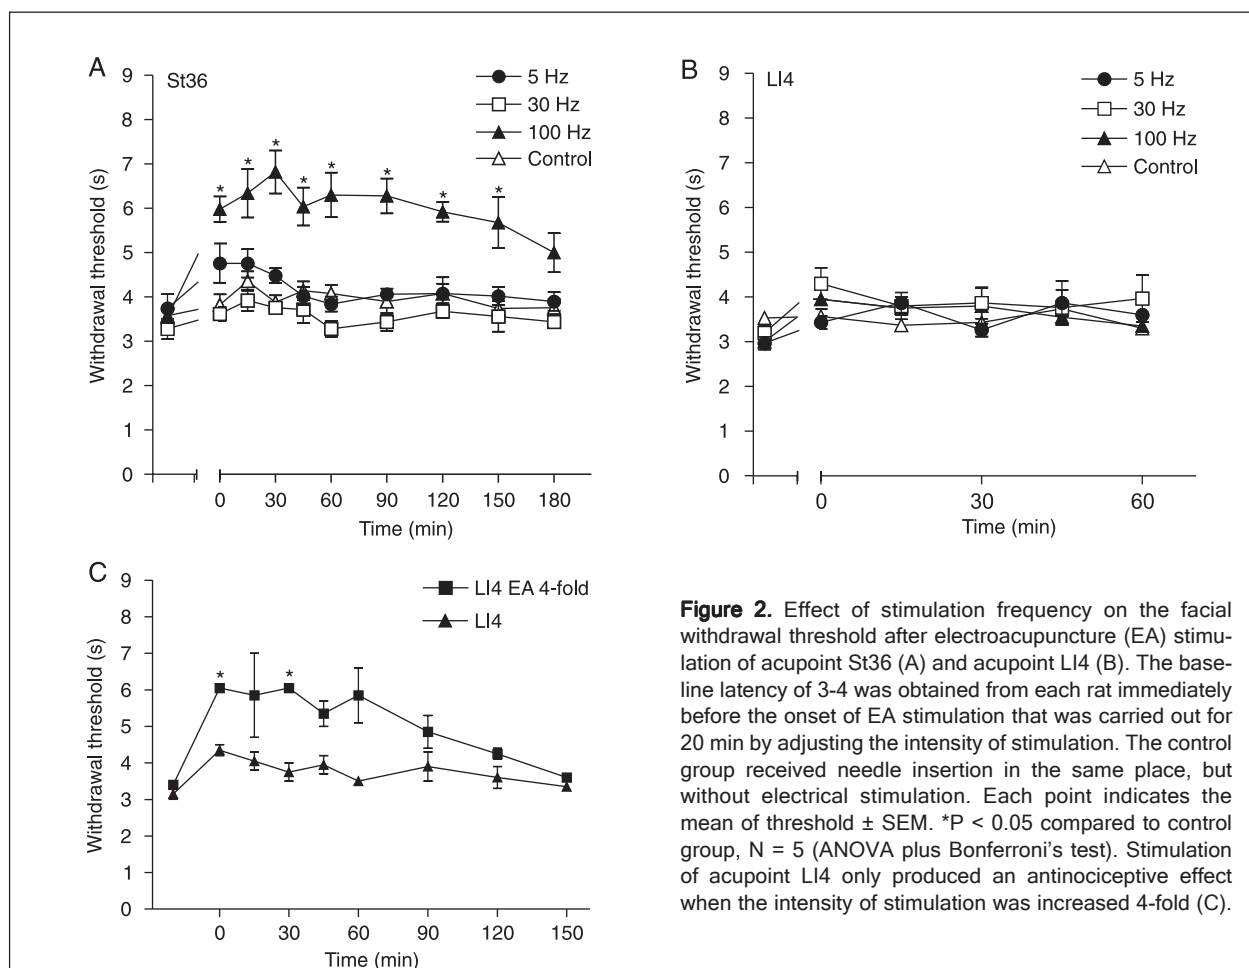 A
St36
5 Hz
30 Hz
100 Hz
Control
Withdrawal threshold (s)
9
8
7
6
5
4
3
2
1
0
* * * * * * * *
0 30 60 90 120 150 180
Time (min)
B
LI4
5 Hz
30 Hz
100 Hz
Control
Withdrawal threshold (s)
9
8
7
6
5
4
3
2
1
0
0 30 60
Time (min)
C
LI4 EA 4-fold
LI4
Withdrawal threshold (s)
9
8
7
6
5
4
3
2
1
0
* *
0 30 60 90 120 150
Time (min)
Figure 2. Effect of stimulation frequency on the facial
withdrawal threshold after electroacupuncture (EA) stimu-
lation of acupoint St36 (A) and acupoint LI4 (B). The base-
line latency of 3-4 was obtained from each rat immediately
before the onset of EA stimulation that was carried out for
20 min by adjusting the intensity of stimulation. The control
group received needle insertion in the same place, but
without electrical stimulation. Each point indicates the
mean of threshold ± SEM. *P < 0.05 compared to control
group, N = 5 (ANOVA plus Bonferroni's test). Stimulation
of acupoint LI4 only produced an antinociceptive effect
when the intensity of stimulation was increased 4-fold (C).